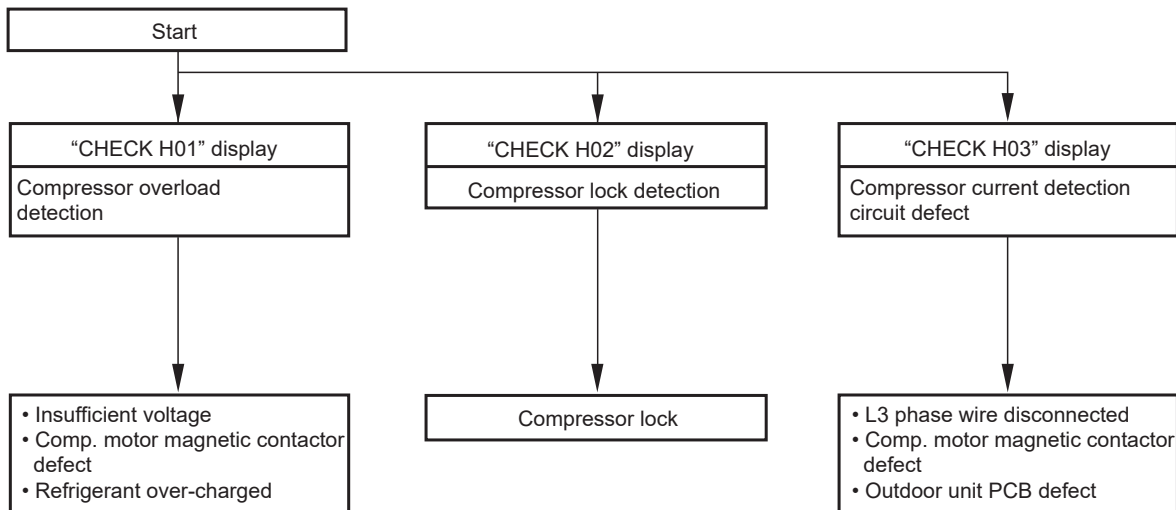 Start
“CHECK H01” display
Compressor overload
detection
“CHECK H02” display
Compressor lock detection
“CHECK H03” display
Compressor current detection
circuit defect
• Insufficient voltage
• Comp. motor magnetic contactor
defect
• Refrigerant over-charged
Compressor lock
• L3 phase wire disconnected
• Comp. motor magnetic contactor
defect
• Outdoor unit PCB defect